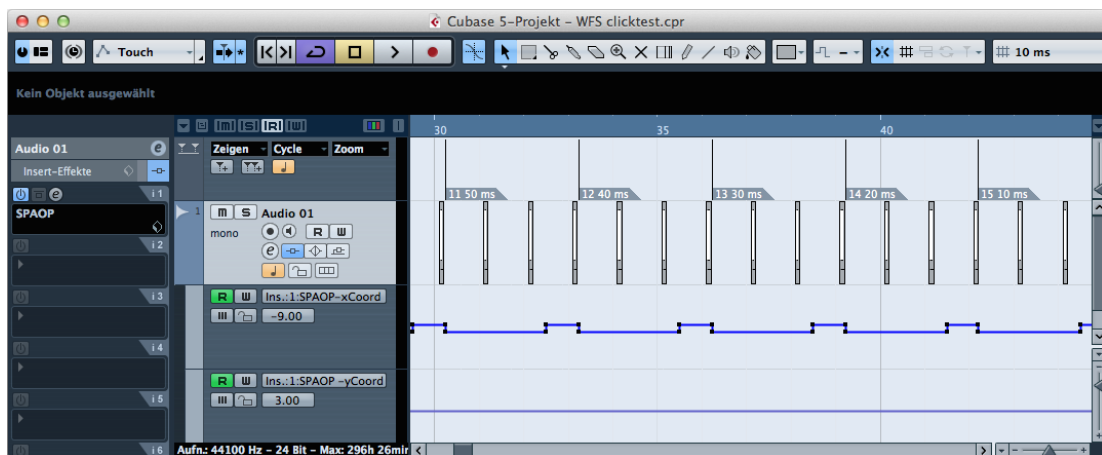 Cubase 5-Projekt – WFS clicktest.cpr
Touch
10 ms
Kein Objekt ausgewählt
30 35 40
Audio 01 e
Zeigen Cycle Zoom
Insert-Effekte
11 50 ms 12 40 ms 13 30 ms 14 20 ms 15 10 ms
e i 1
SPAOP
1 m S Audio 01
mono R W
e
i 2
i 3
R W Ins.:1:SPAOP-xCoord
-9.00
i 4
R W Ins.:1:SPAOP -yCoord
i 5
3.00
i 6
Aufn.: 44100 Hz – 24 Bit – Max: 296h 26min